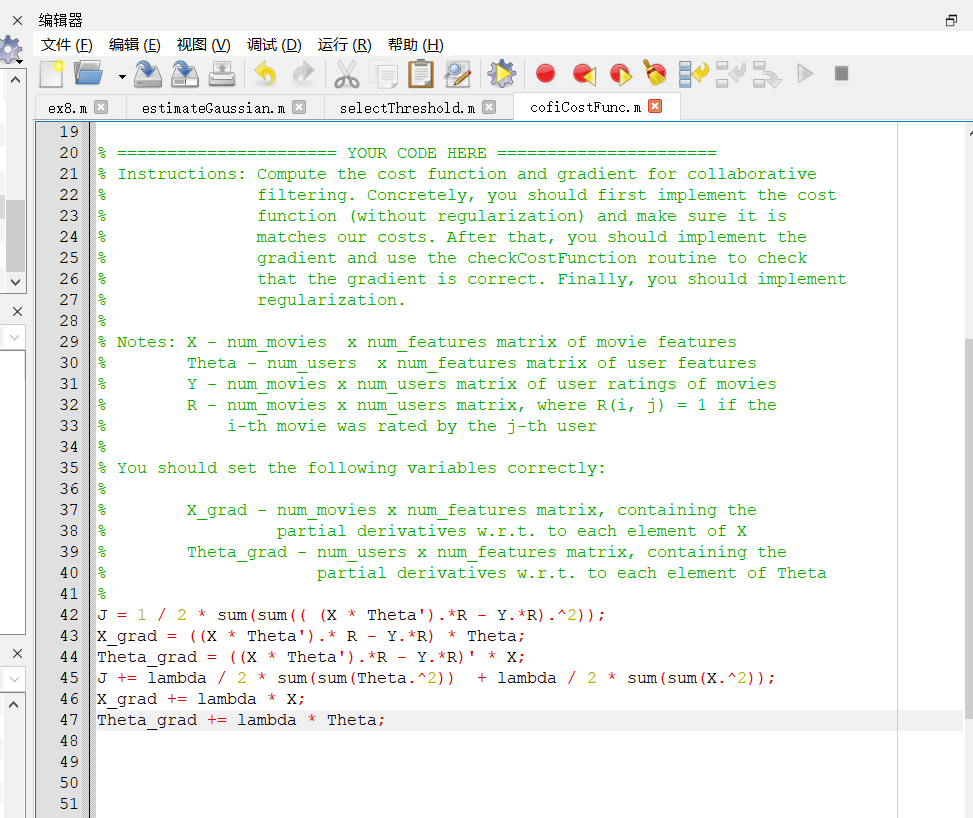 编辑器
文件 (F) 编辑 (E) 视图 (V) 调试 (D) 运行 (R) 帮助 (H)
ex8.m estimateGaussian.m selectThreshold.m cofiCostFunc.m
19
20 % ====================== YOUR CODE HERE ======================
21 % Instructions: Compute the cost function and gradient for collaborative
22 %               filtering. Concretely, you should first implement the cost
23 %               function (without regularization) and make sure it is
24 %               matches our costs. After that, you should implement the
25 %               gradient and use the checkCostFunction routine to check
26 %               that the gradient is correct. Finally, you should implement
27 %               regularization.
28 %
29 % Notes: X - num_movies  x num_features matrix of movie features
30 %        Theta - num_users  x num_features matrix of user features
31 %        Y - num_movies x num_users matrix of user ratings of movies
32 %        R - num_movies x num_users matrix, where R(i, j) = 1 if the
33 %            i-th movie was rated by the j-th user
34 %
35 % You should set the following variables correctly:
36 %
37 %        X_grad - num_movies x num_features matrix, containing the
38 %                 partial derivatives w.r.t. to each element of X
39 %        Theta_grad - num_users x num_features matrix, containing the
40 %                     partial derivatives w.r.t. to each element of Theta
41 %
42 J = 1 / 2 * sum(sum(( (X * Theta').*R - Y.*R).^2));
43 X_grad = ((X * Theta').* R - Y.*R) * Theta;
44 Theta_grad = ((X * Theta').*R - Y.*R)' * X;
45 J += lambda / 2 * sum(sum(Theta.^2))  + lambda / 2 * sum(sum(X.^2));
46 X_grad += lambda * X;
47 Theta_grad += lambda * Theta;
48
49
50
51